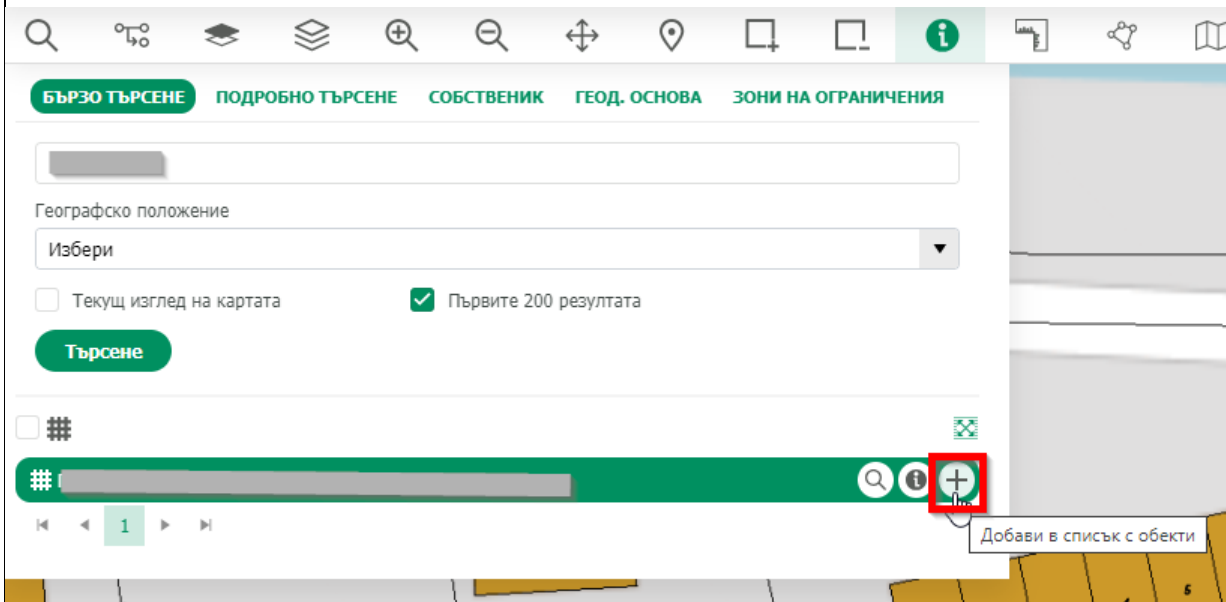 БЪРЗО ТЪРСЕНЕ ПОДРОБНО ТЪРСЕНЕ СОБСТВЕНИК ГЕОД. ОСНОВА ЗОНИ НА ОГРАНИЧЕНИЯ
Географско положение
Избери
Текущ изглед на картата Първите 200 резултата
Търсене
1
Добави в списък с обекти
5